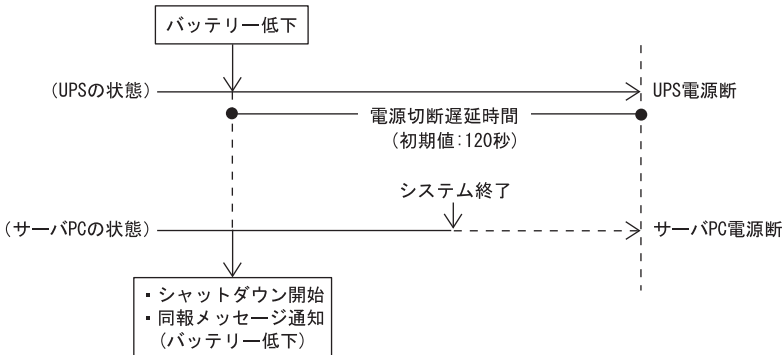 バッテリー低下
(UPSの状態)
UPS電源断
電源切断遅延時間
(初期値:120秒)
システム終了
(サーバPCの状態)
サーバPC電源断
・シャットダウン開始
・同報メッセージ通知
(バッテリー低下)